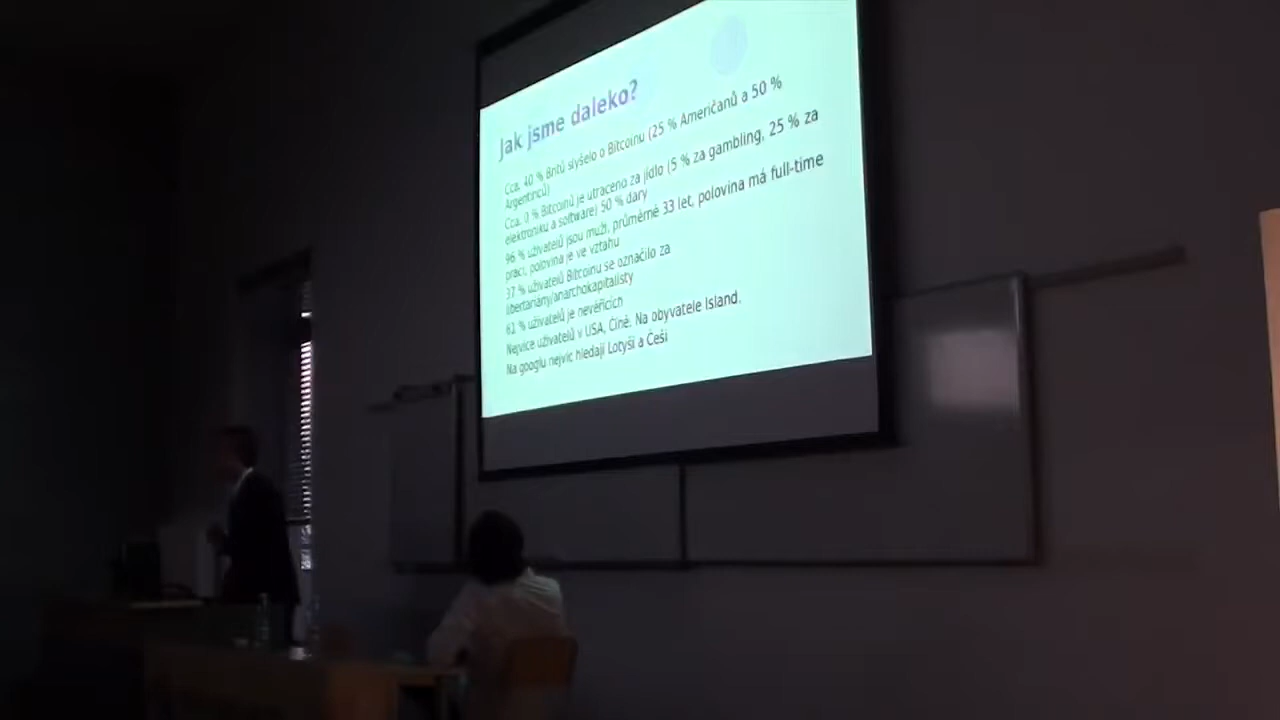 Jak jsme daleko?
Cca. 40 % Britů slyšelo o Bitcoinu (25 % Američanů a 50 %
Argentinců)
Cca. 0 % Bitcoinů je utraceno za jídlo (5 % za gambling, 25 % za
elektroniku a software) 50 % dary
96 % uživatelů jsou muži, průměrně 33 let, polovina má full-time
práci, polovina je ve vztahu
37 % uživatelů Bitcoinu se označilo za
libertariány/anarchokapitalisty
61 % uživatelů je nevěřících
Nejvíce uživatelů v USA, Číně. Na obyvatele Island.
Na googlu nejvíc hledají Lotyši a Češi